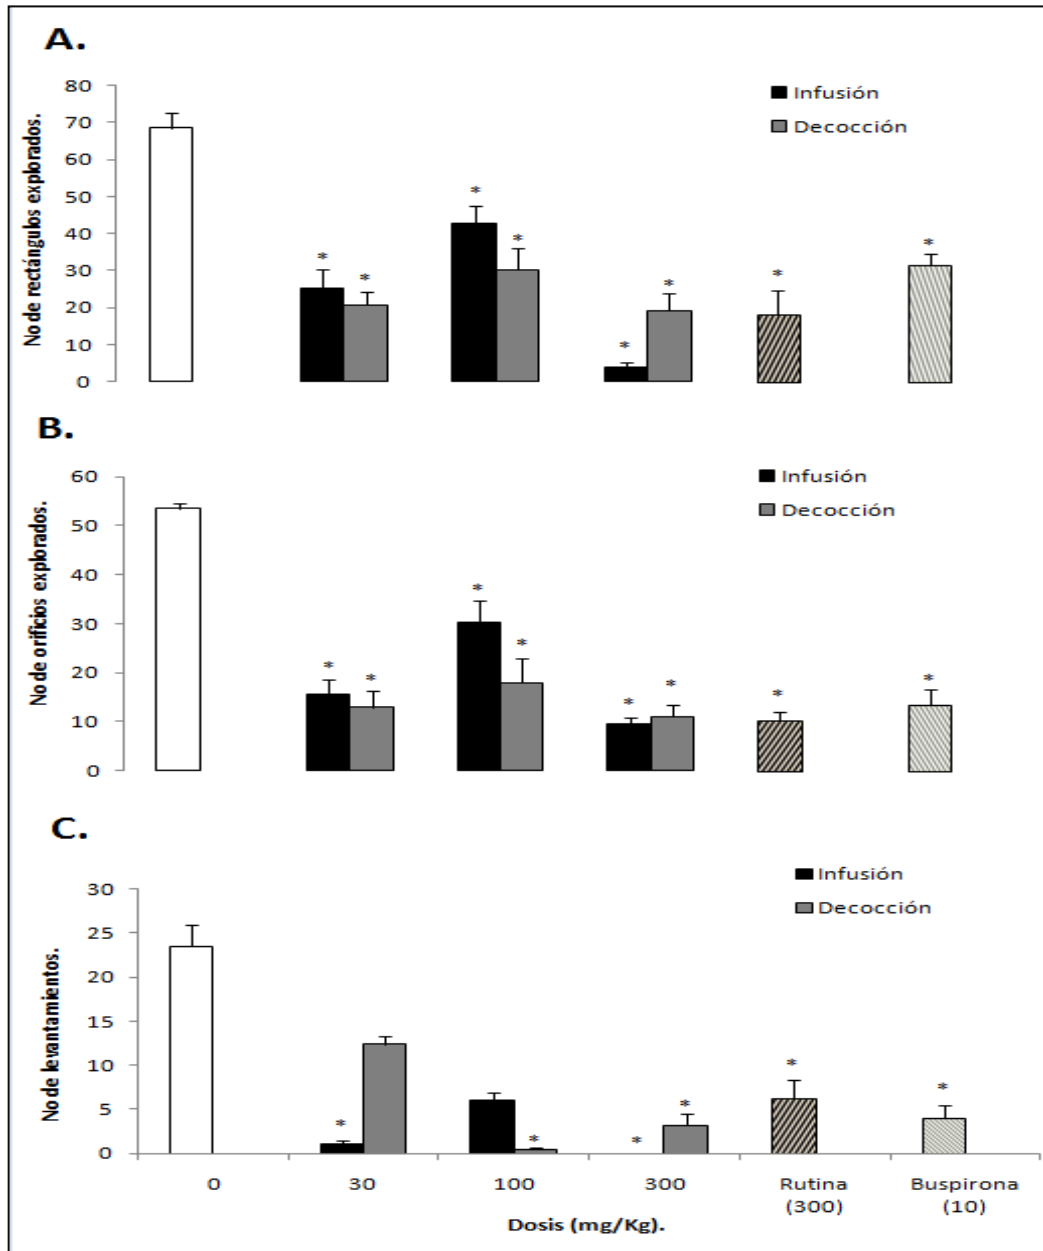 A.
Infusión
Decocción
No de rectángulos explorados.
80
70
60
50
40
30
20
10
0
* * * * * * * *
B.
Infusión
Decocción
No de orificios explorados.
60
50
40
30
20
10
0
* * * * * * * *
C.
Infusión
Decocción
No de levantamientos.
30
25
20
15
10
5
0
* * * * * *
0 30 100 300 Rutina (300) Buspirona (10)
Dosis (mg/Kg).